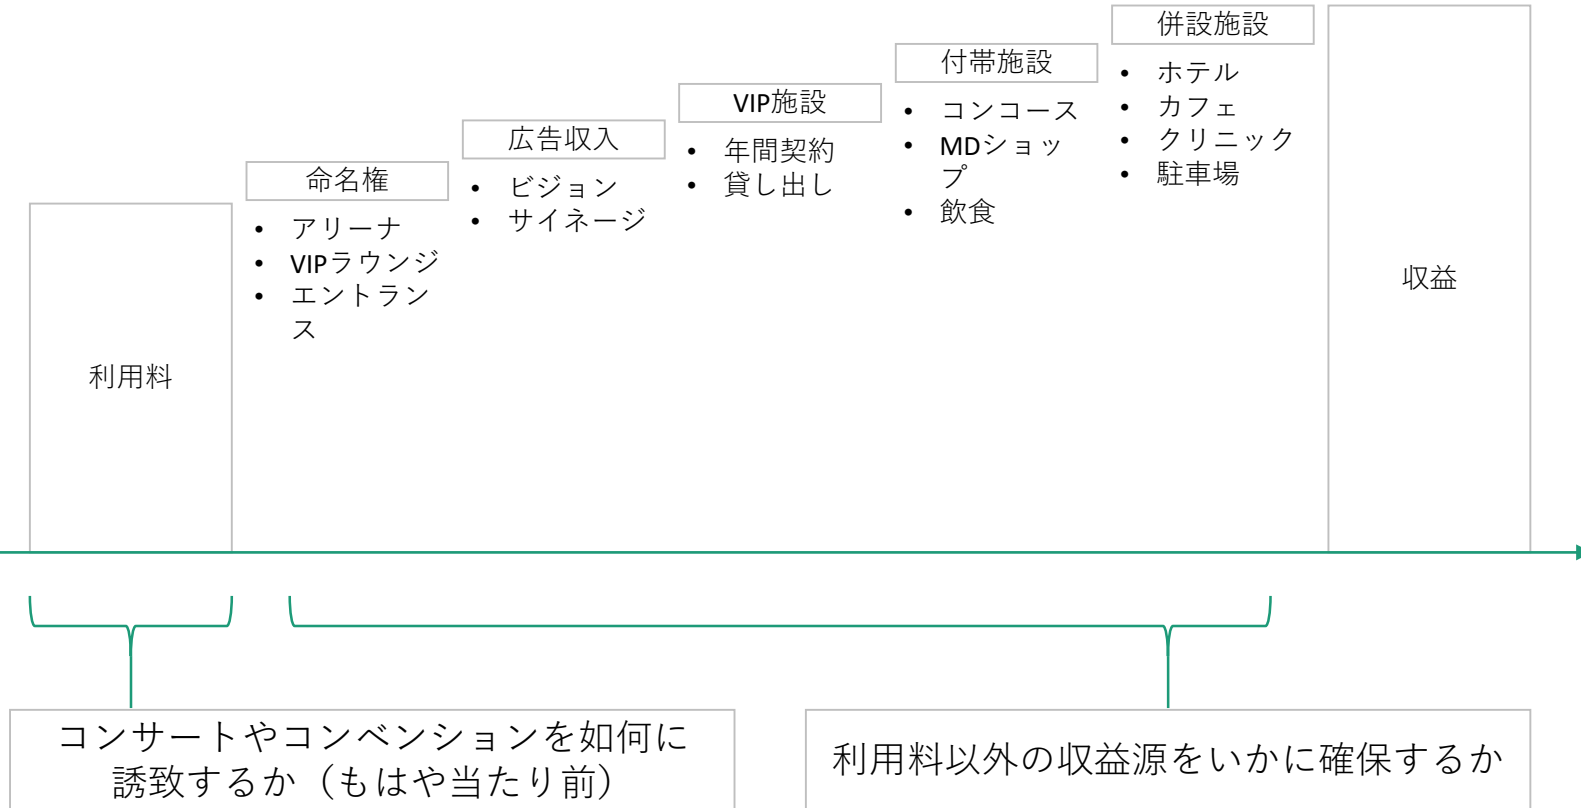 利用料
命名権
• アリーナ
• VIPラウンジ
• エントラン
ス
広告収入
• ビジョン
• サイネージ
VIP施設
• 年間契約
• 貸し出し
付帯施設
• コンコース
• MDショッ
プ
• 飲食
併設施設
• ホテル
• カフェ
• クリニック
• 駐車場
収益
コンサートやコンベンションを如何に
誘致するか（もはや当たり前）
利用料以外の収益源をいかに確保するか